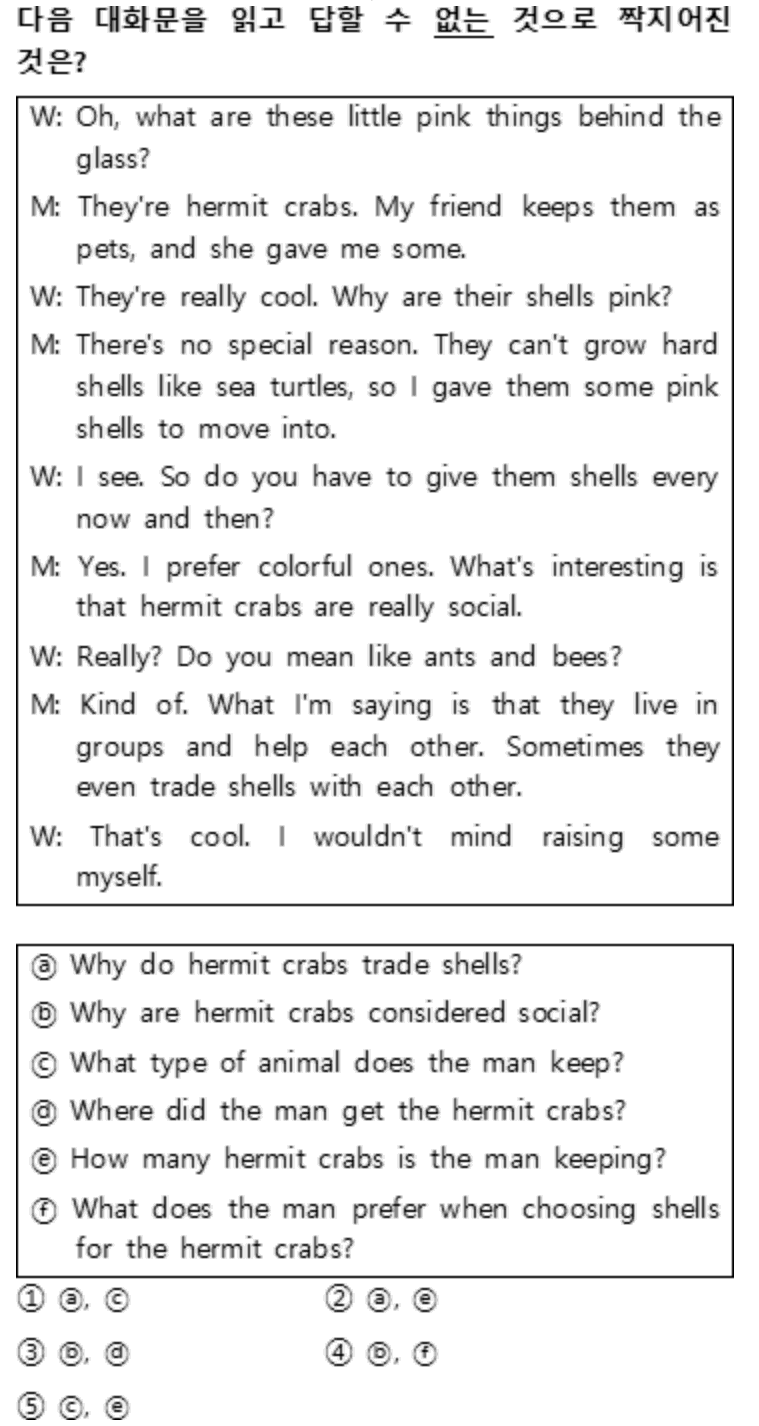 다음 대화문을 읽고 답할 수 없는 것으로 짝지어진
것은?
W: Oh, what are these little pink things behind the
glass?
M: They're hermit crabs. My friend keeps them as
pets, and she gave me some.
W: They're really cool. Why are their shells pink?
M: There's no special reason. They can't grow hard
shells like sea turtles, so I gave them some pink
shells to move into.
W: I see. So do you have to give them shells every
now and then?
M: Yes. I prefer colorful ones. What's interesting is
that hermit crabs are really social.
W: Really? Do you mean like ants and bees?
M: Kind of. What I'm saying is that they live in
groups and help each other. Sometimes they
even trade shells with each other.
W: That's cool. I wouldn't mind raising some
myself.
ⓐ Why do hermit crabs trade shells?
ⓑ Why are hermit crabs considered social?
ⓒ What type of animal does the man keep?
ⓓ Where did the man get the hermit crabs?
ⓔ How many hermit crabs is the man keeping?
ⓕ What does the man prefer when choosing shells
for the hermit crabs?
① ⓐ, ⓒ ② ⓐ, ⓔ
③ ⓑ, ⓓ ④ ⓑ, ⓕ
⑤ ⓒ, ⓔ